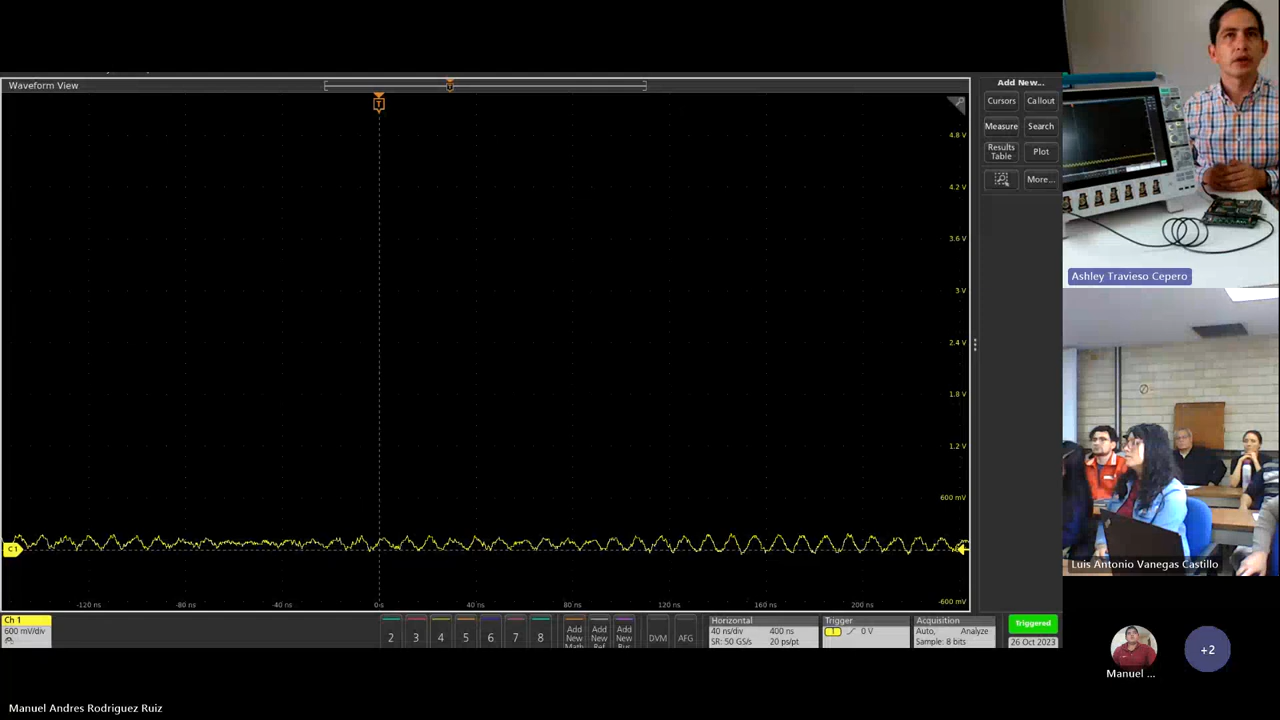 Waveform View
Add New...
Cursors
Callout
Measure
Search
Results
Table
Plot
More...
T
T
4.8 V
4.2 V
3.6 V
3 V
2.4 V
1.8 V
1.2 V
600 mV
-600 mV
C 1
-120 ns
-80 ns
-40 ns
0 s
40 ns
80 ns
120 ns
160 ns
200 ns
Ch 1
600 mV/div
2
3
4
5
6
7
8
Add
New
Math
Add
New
Ref
Add
New
Bus
DVM
AFG
Horizontal
40 ns/div 400 ns
SR: 50 GS/s 20 ps/pt
Trigger
1 0 V
Acquisition
Auto, Analyze
Sample: 8 bits
Triggered
26 Oct 2023
Ashley Travieso Cepero
Luis Antonio Vanegas Castillo
Manuel ...
+2
Manuel Andres Rodriguez Ruiz